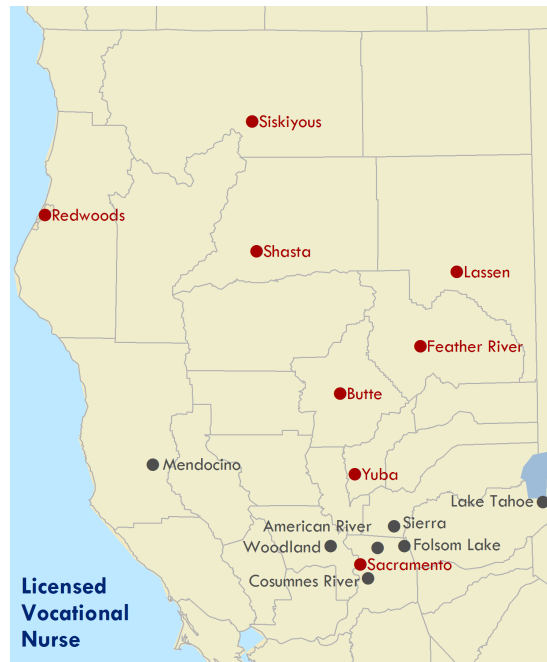 Siskiyous
Redwoods
Shasta
Lassen
Feather River
Butte
Mendocino
Yuba
Lake Tahoe
American River
Sierra
Woodland
Folsom Lake
Sacramento
Cosumnes River
Licensed
Vocational
Nurse